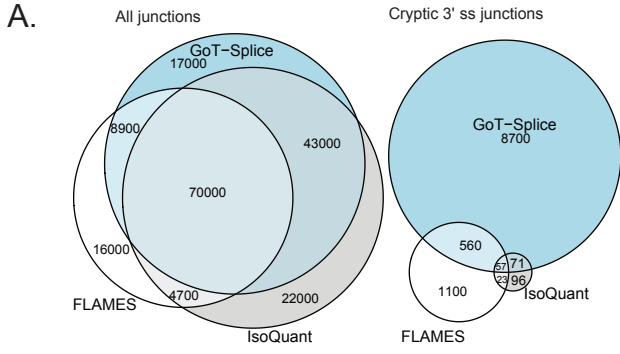 A.
All junctions
GoT−Splice
17000
8900
43000
70000
16000
4700
22000
FLAMES
IsoQuant
Cryptic 3' ss junctions
GoT−Splice
8700
560
57
71
23
96
1100
IsoQuant
FLAMES